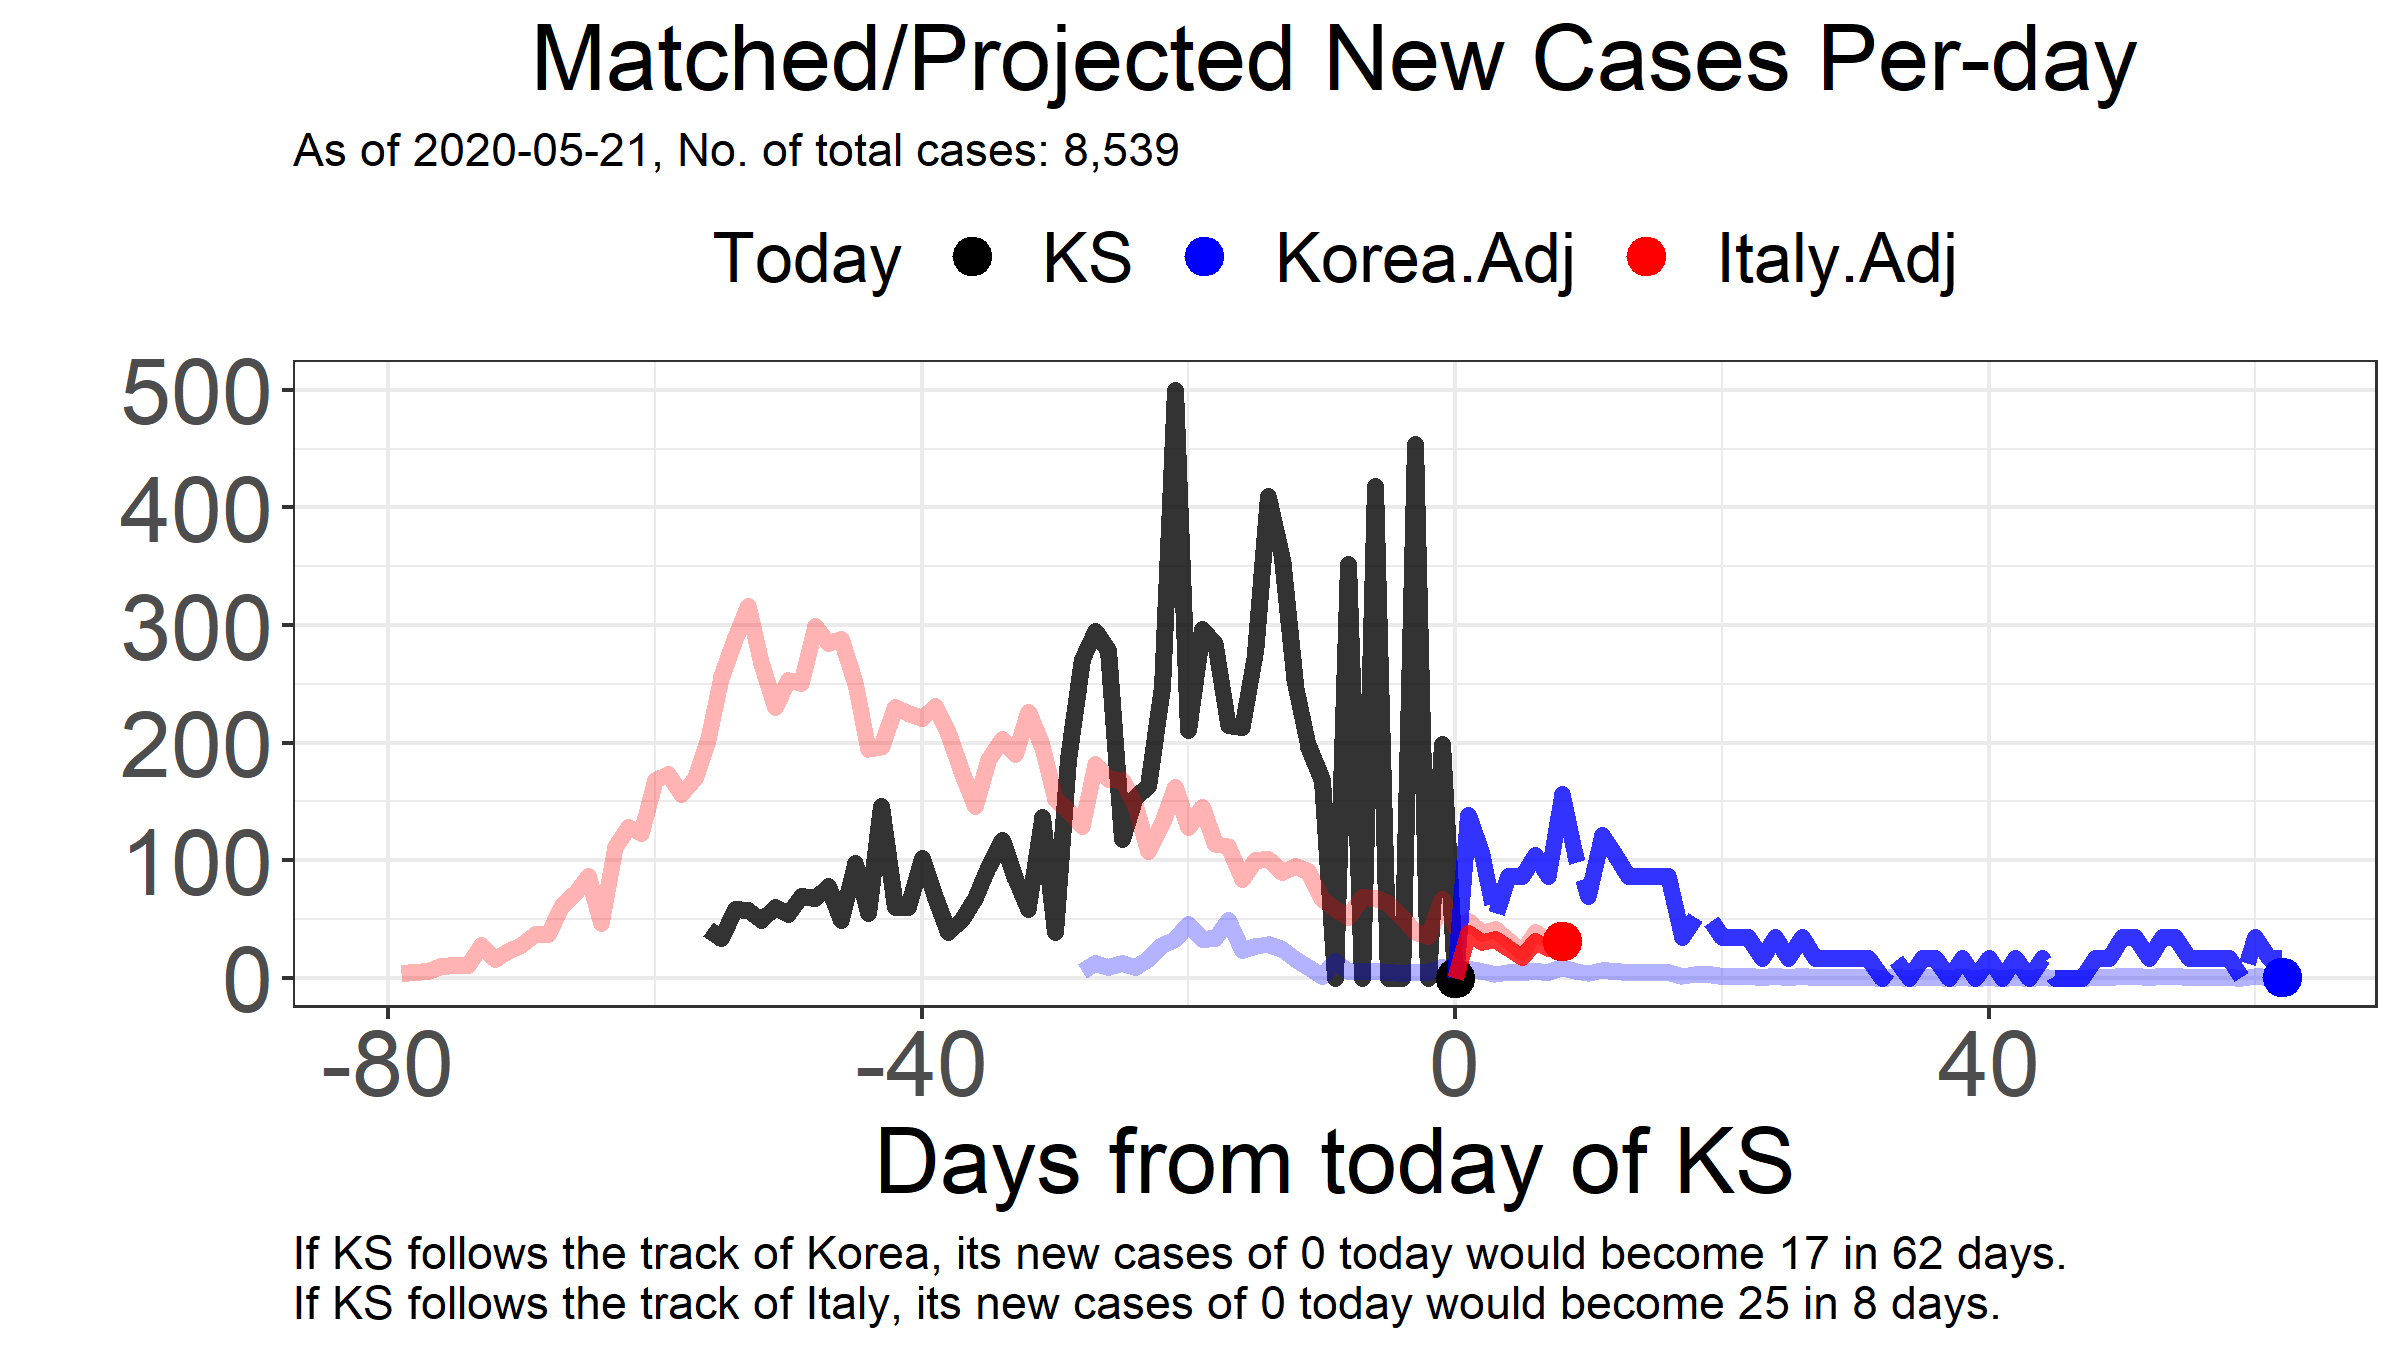 Matched/Projected New Cases Per-day
As of 2020-05-21, No. of total cases: 8,539
Today KS Korea.Adj Italy.Adj
500
400
300
200
100
0
-80 -40 0 40
Days from today of KS
If KS follows the track of Korea, its new cases of 0 today would become 17 in 62 days.
If KS follows the track of Italy, its new cases of 0 today would become 25 in 8 days.